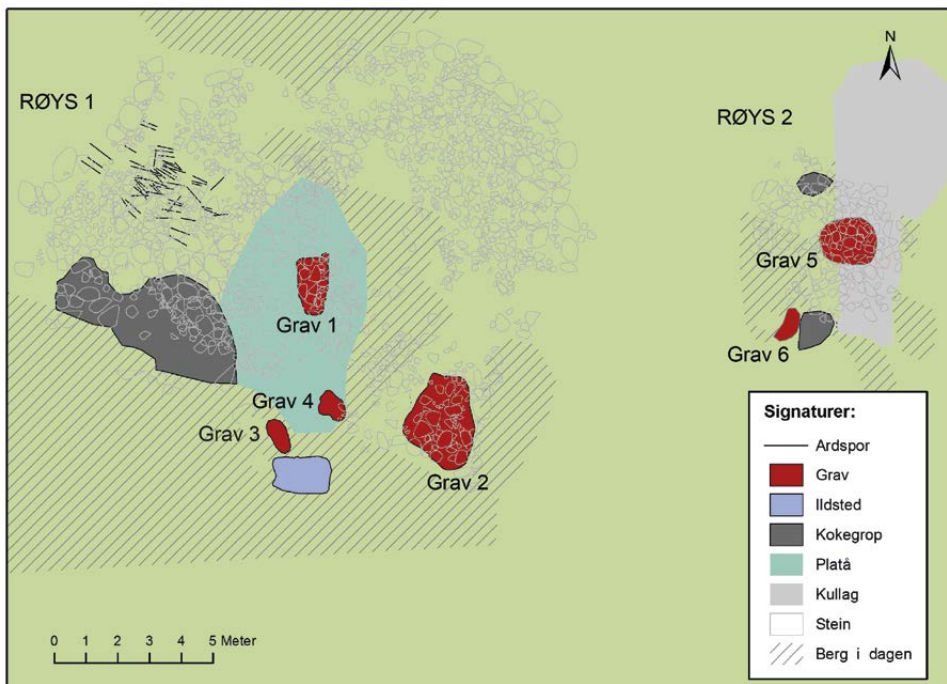 N
RØYS 1
RØYS 2
Grav 5
Grav 1
Grav 6
Grav 4
Grav 3
Grav 2
Signaturer:
Ardspor
Grav
Ildsted
Kokegrop
Platå
Kullag
Stein
Berg i dagen
0 1 2 3 4 5 Meter